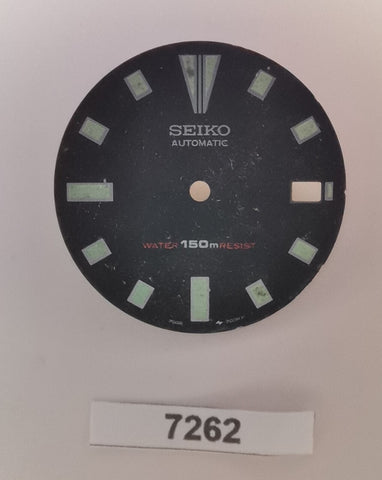 SEIKO
AUTOMATIC
WATER 150m RESIST
7262